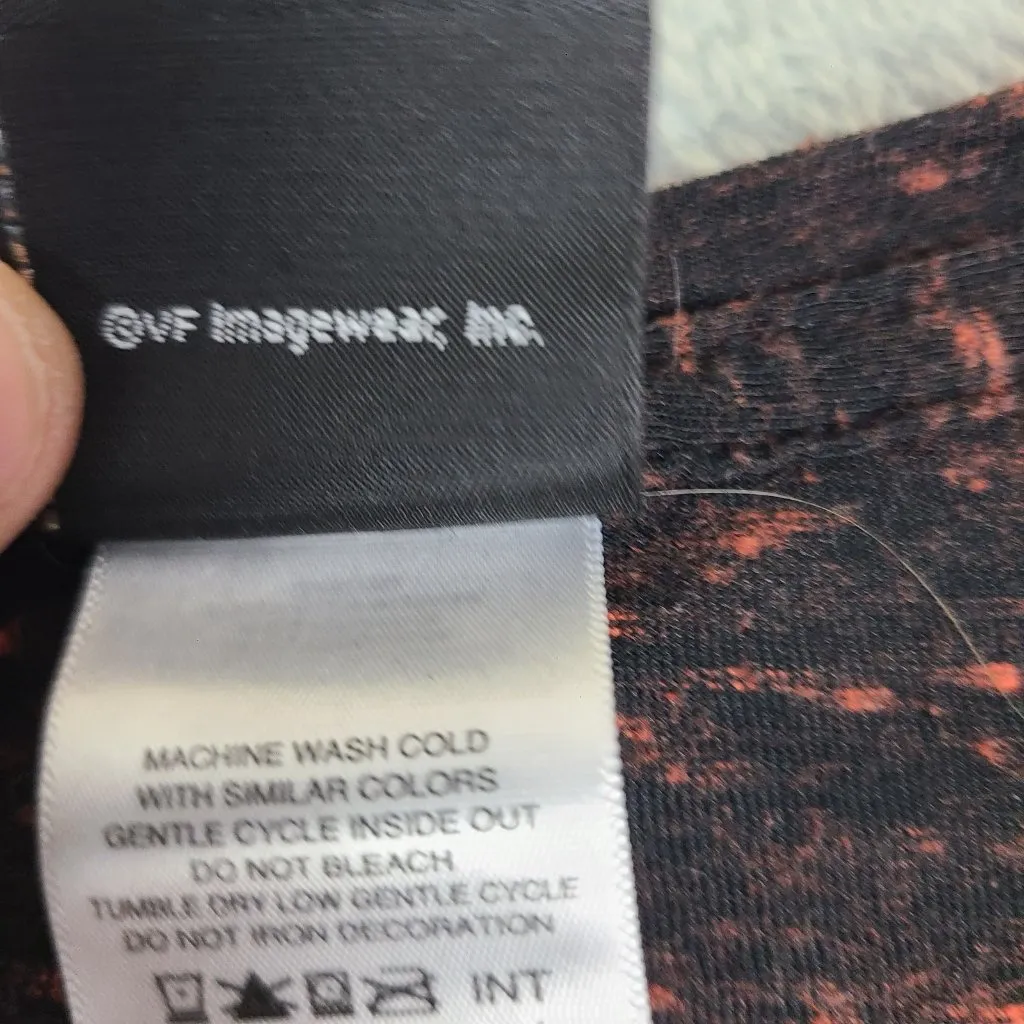 @VF Imagewear, Inc.
MACHINE WASH COLD
WITH SIMILAR COLORS
GENTLE CYCLE INSIDE OUT
DO NOT BLEACH
TUMBLE DRY LOW GENTLE CYCLE
DO NOT IRON DECORATION
INT